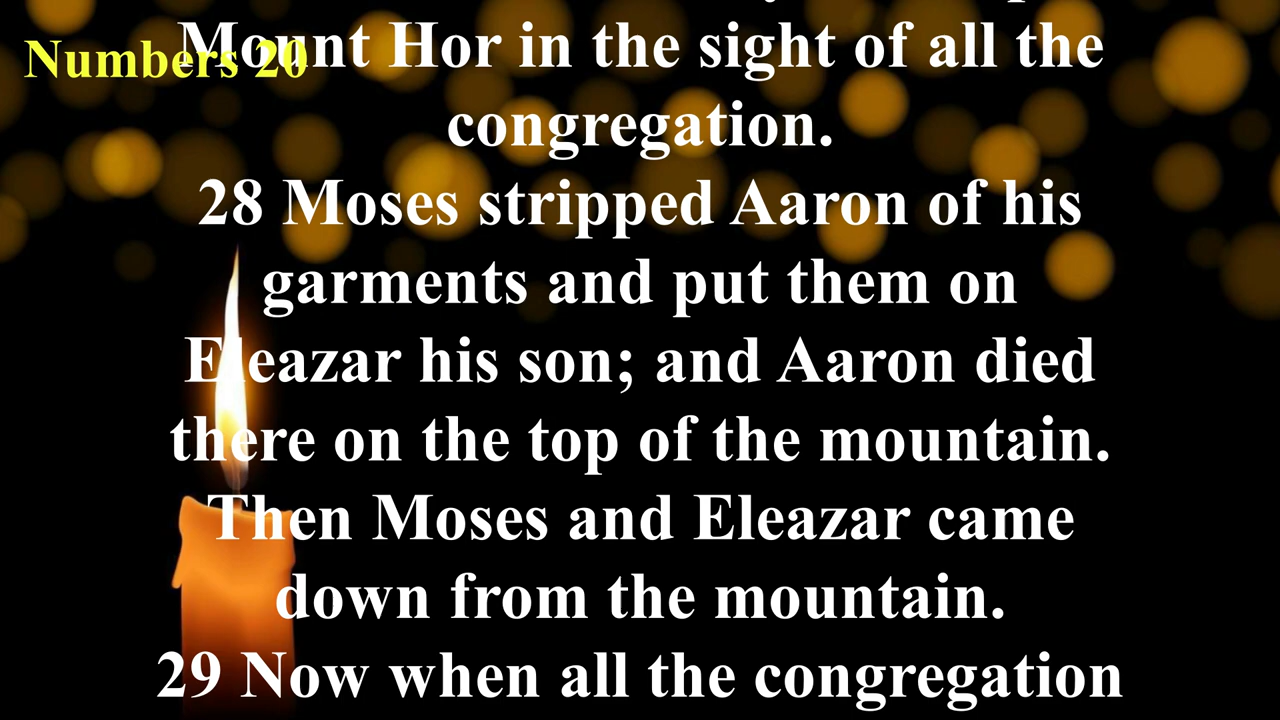 Numbers 20
Mount Hor in the sight of all the
congregation.
28 Moses stripped Aaron of his
garments and put them on
Eleazar his son; and Aaron died
there on the top of the mountain.
Then Moses and Eleazar came
down from the mountain.
29 Now when all the congregation